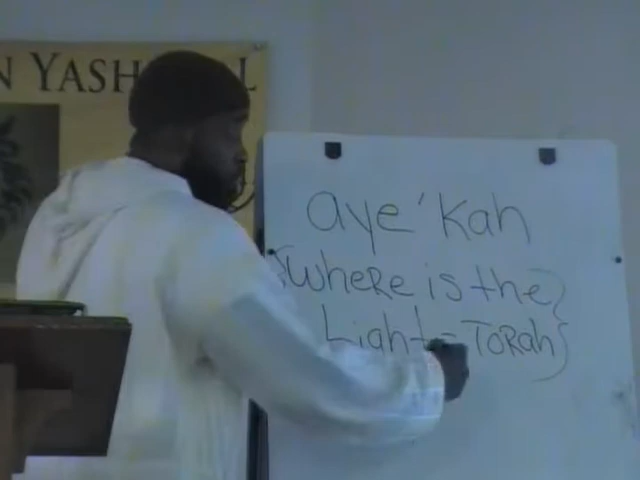 N YASH L
Aye'kah
{Where is the}
Light = Torah}